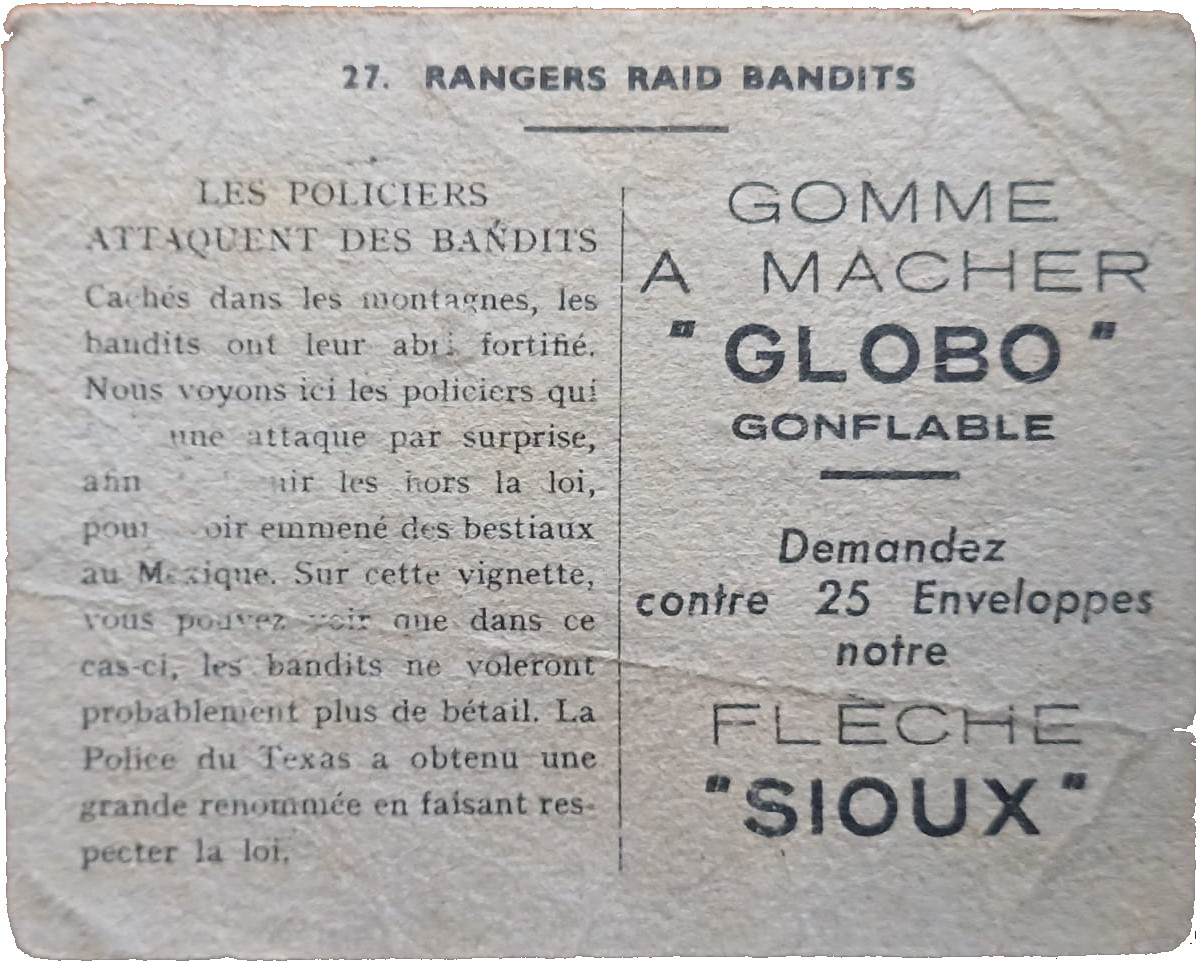 27. RANGERS RAID BANDITS
LES POLICIERS
ATTAQUENT DES BANDITS
Cachés dans les montagnes, les
bandits ont leur abri fortifié.
Nous voyons ici les policiers qui
une attaque par surprise,
afin les hors la loi,
pour emmené des bestiaux
au Mexique. Sur cette vignette,
vous pouvez voir que dans ce
cas-ci, les bandits ne voleront
probablement plus de bétail. La
Police du Texas a obtenu une
grande renommée en faisant res-
pecter la loi.
GOMME
A MACHER
"GLOBO"
GONFLABLE
Demandez
contre 25 Enveloppes
notre
FLÈCHE
"SIOUX"